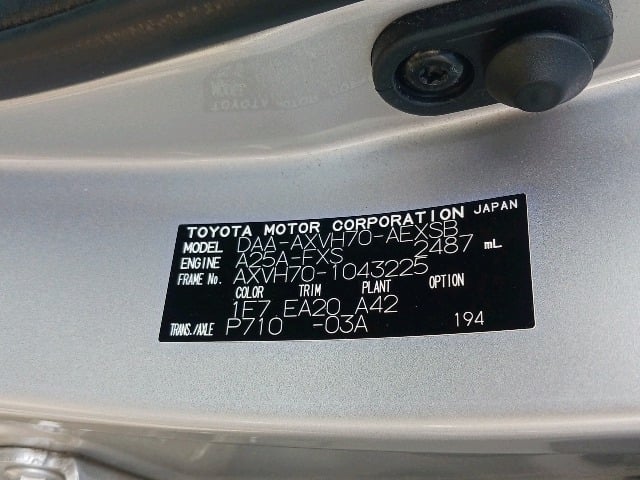 TOYOTA MOTOR CORPORATION JAPAN
MODEL DAA-AXVH70-AEXSB
ENGINE A25A-FXS 2487 mL
FRAME No. AXVH70-1043225
COLOR TRIM PLANT OPTION
1E7 EA20 A42
TRANS./AXLE P710 -03A 194